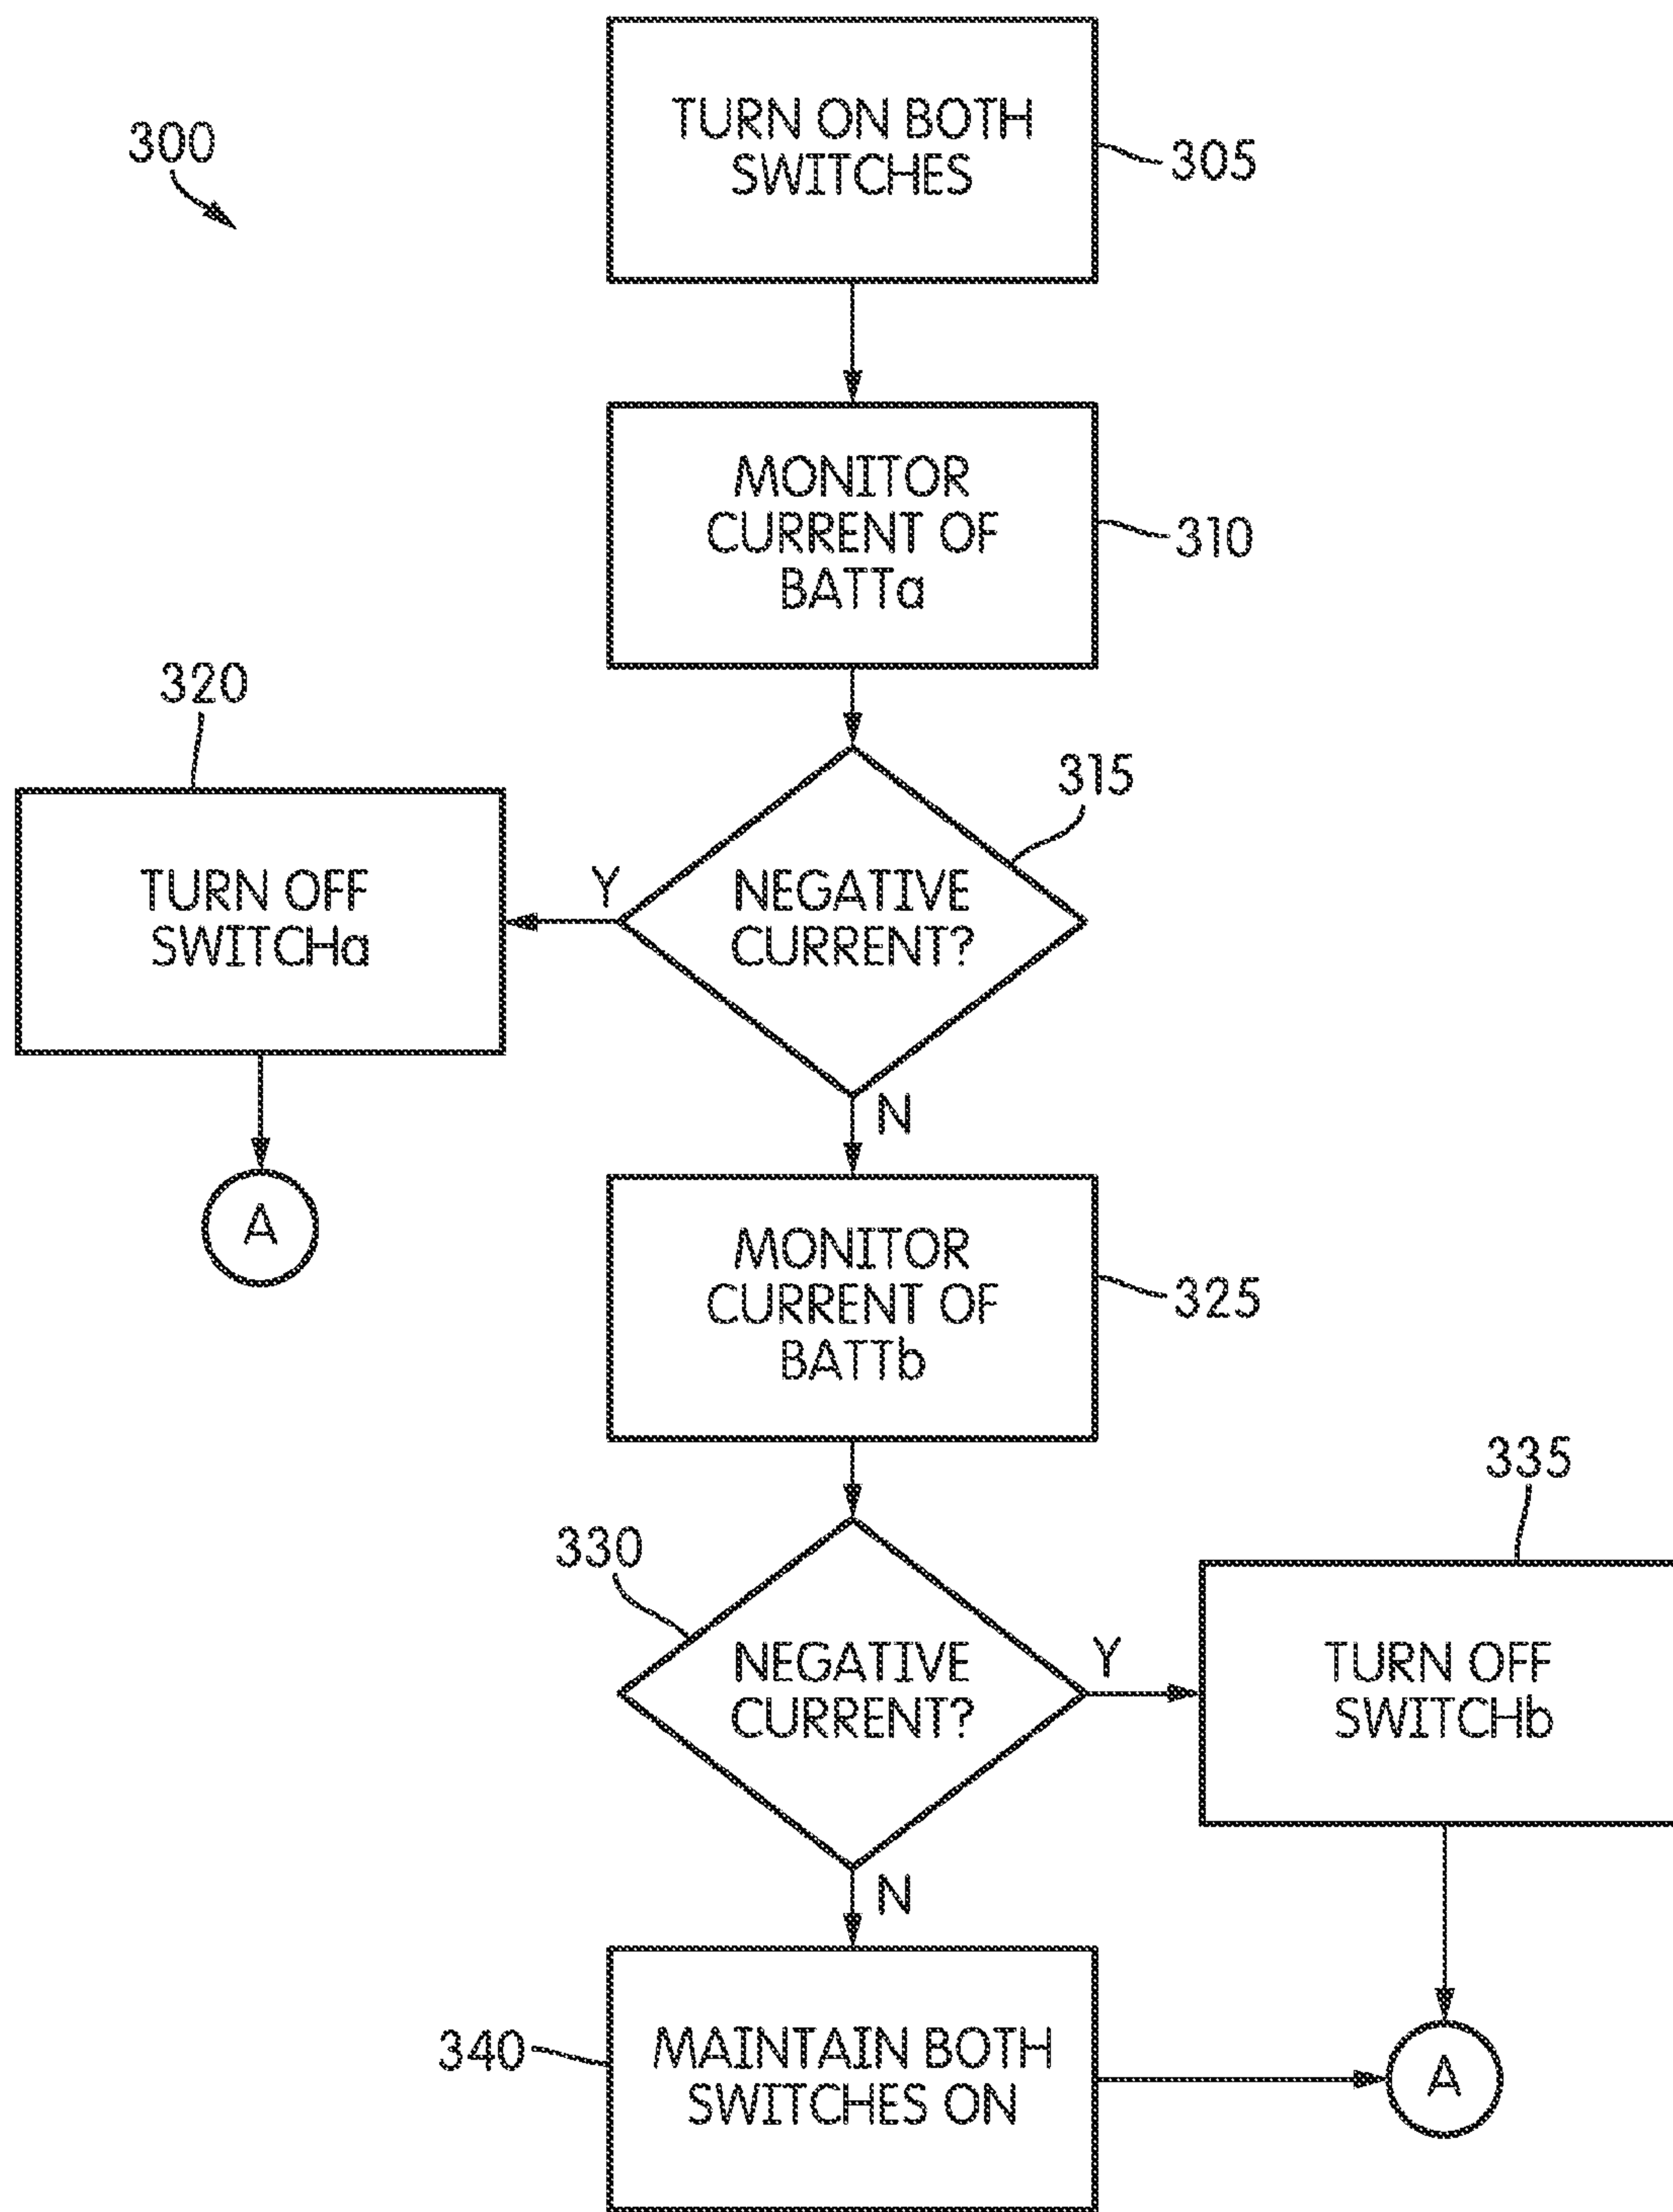 300
TURN ON BOTH
SWITCHES
305
MONITOR
CURRENT OF
BATTa
310
320
TURN OFF
SWITCHa
Y
NEGATIVE
CURRENT?
315
N
A
MONITOR
CURRENT OF
BATTb
325
330
NEGATIVE
CURRENT?
Y
335
TURN OFF
SWITCHb
N
340
MAINTAIN BOTH
SWITCHES ON
A